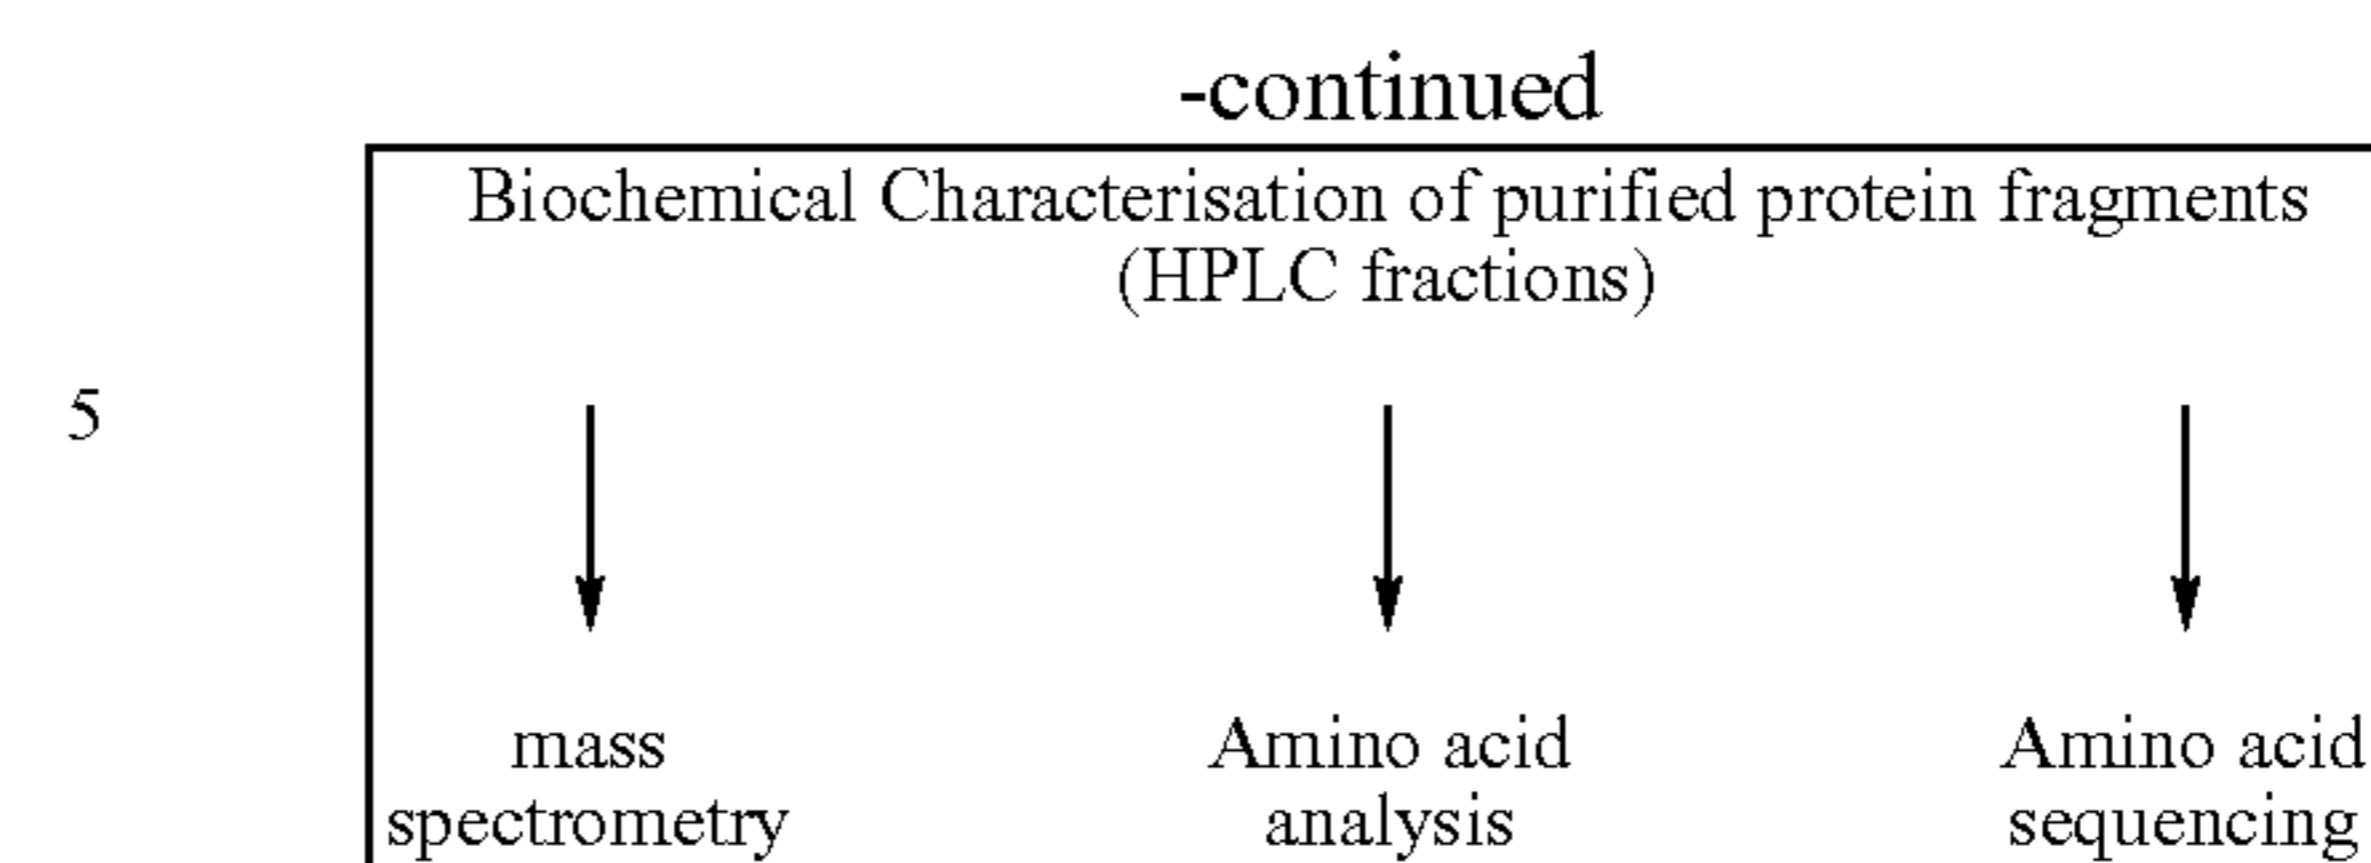 -continued
Biochemical Characterisation of purified protein fragments
(HPLC fractions)
5
mass
spectrometry
Amino acid
analysis
Amino acid
sequencing